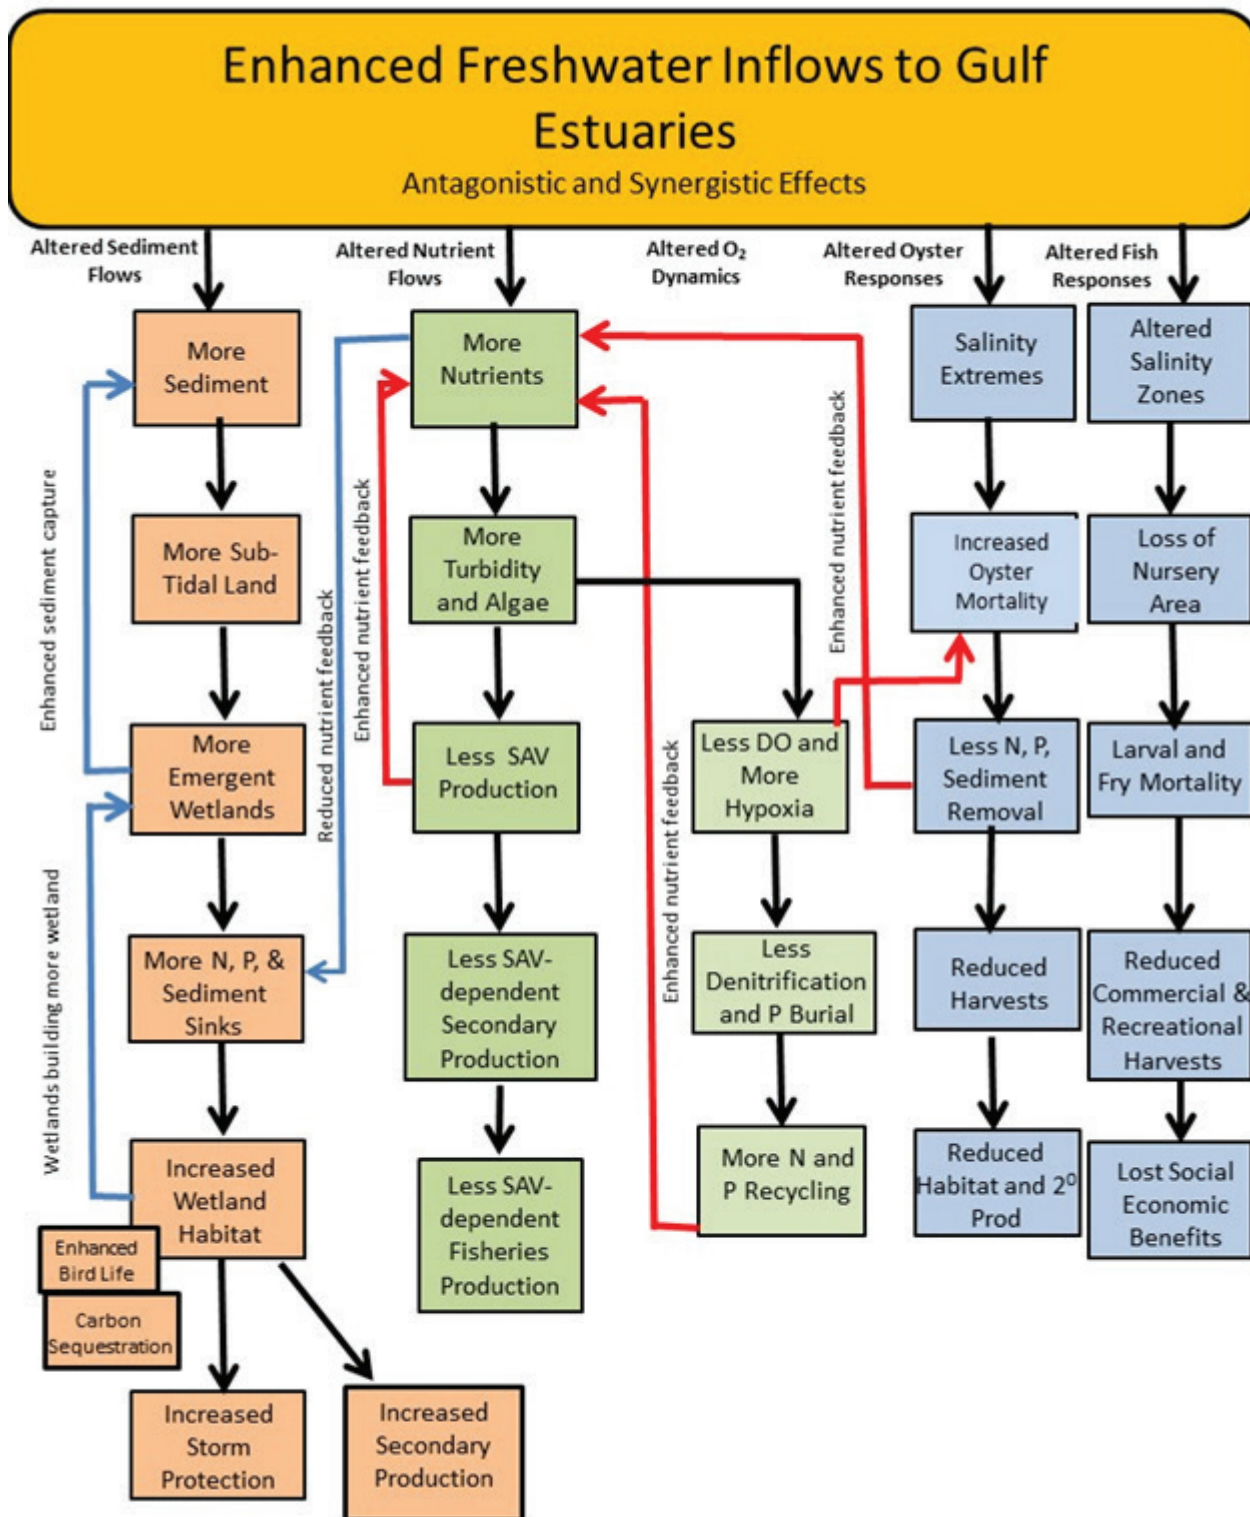 Enhanced Freshwater Inflows to Gulf
Estuaries
Antagonistic and Synergistic Effects
Altered Sediment
Flows
Altered Nutrient
Flows
Altered O₂
Dynamics
Altered Oyster
Responses
Altered Fish
Responses
More
Sediment
More Sub-
Tidal Land
More
Emergent
Wetlands
More N, P, &
Sediment
Sinks
Increased
Wetland
Habitat
Enhanced
Bird Life
Carbon
Sequestration
Increased
Storm
Protection
Increased
Secondary
Production
Enhanced sediment capture
Wetlands building more wetland
Reduced nutrient feedback
Enhanced nutrient feedback
More
Nutrients
More
Turbidity
and Algae
Less SAV
Production
Less SAV-
dependent
Secondary
Production
Less SAV-
dependent
Fisheries
Production
Enhanced nutrient feedback
Less DO and
More
Hypoxia
Less
Denitrification
and P Burial
More N and
P Recycling
Enhanced nutrient feedback
Salinity
Extremes
Increased
Oyster
Mortality
Less N, P,
Sediment
Removal
Reduced
Harvests
Reduced
Habitat and 2⁰
Prod
Altered
Salinity
Zones
Loss of
Nursery
Area
Larval and
Fry Mortality
Reduced
Commercial &
Recreational
Harvests
Lost Social
Economic
Benefits